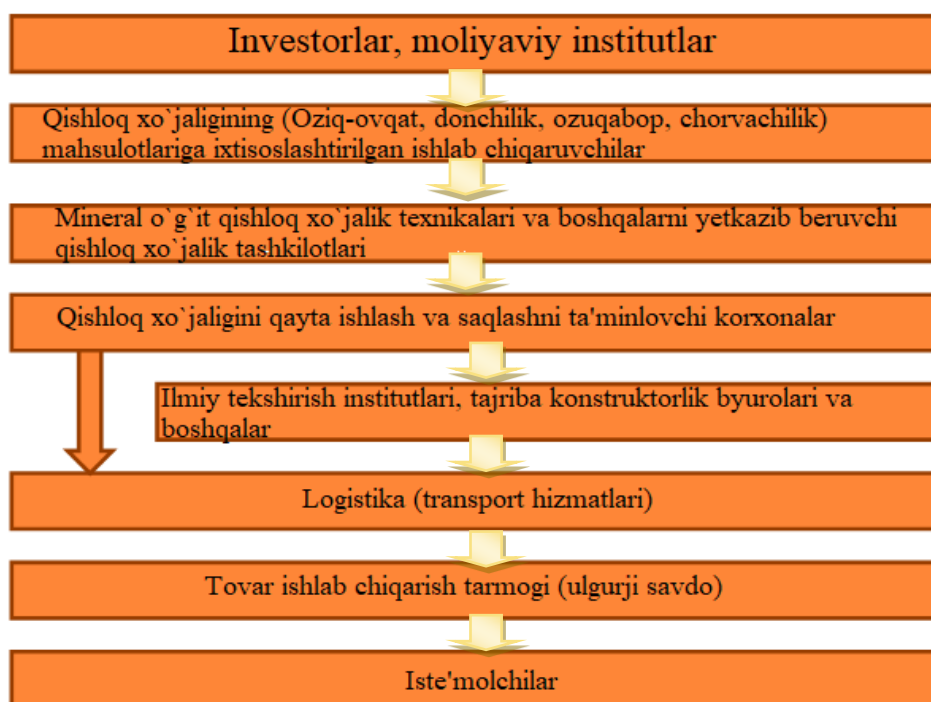 Investorlar, moliyaviy institutlar
Qishloq xo`jaligining (Oziq-ovqat, donchilik, ozuqabop, chorvachilik)
mahsulotlariga ixtisoslashtirilgan ishlab chiqaruvchilar
Mineral o`g`it qishloq xo`jalik texnikalari va boshqalarni yetkazib beruvchi
qishloq xo`jalik tashkilotlari
Qishloq xo`jaligini qayta ishlash va saqlashni ta'minlovchi korxonalar
Ilmiy tekshirish institutlari, tajriba konstruktorlik byurolari va
boshqalar
Logistika (transport hizmatlari)
Tovar ishlab chiqarish tarmogi (ulgurji savdo)
Iste'molchilar